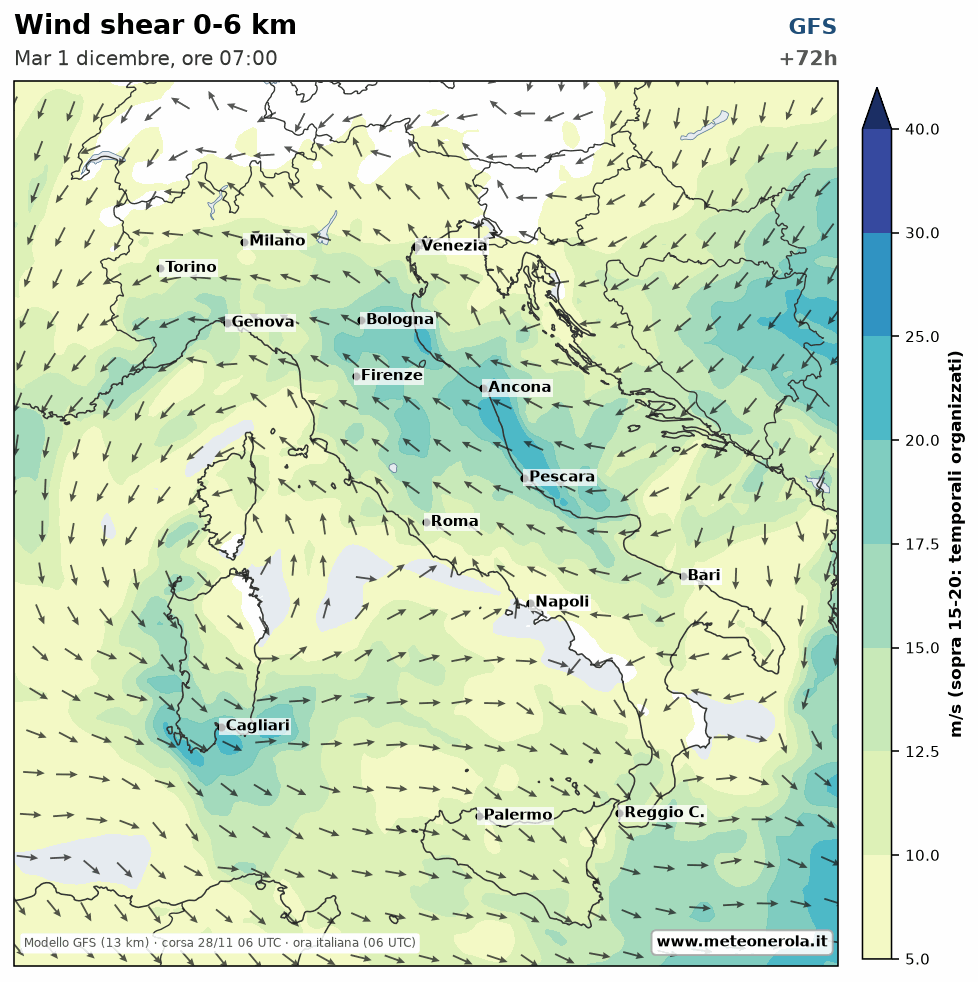 Wind shear 0-6 km
GFS
Mar 1 dicembre, ore 07:00
+72h
Milano
Venezia
Torino
Genova
Bologna
Firenze
Ancona
Pescara
Roma
Bari
Napoli
Cagliari
Palermo
Reggio C.
40.0
30.0
25.0
20.0
17.5
15.0
12.5
10.0
5.0
m/s (sopra 15-20: temporali organizzati)
Modello GFS (13 km) · corsa 28/11 06 UTC · ora italiana (06 UTC)
www.meteonerola.it